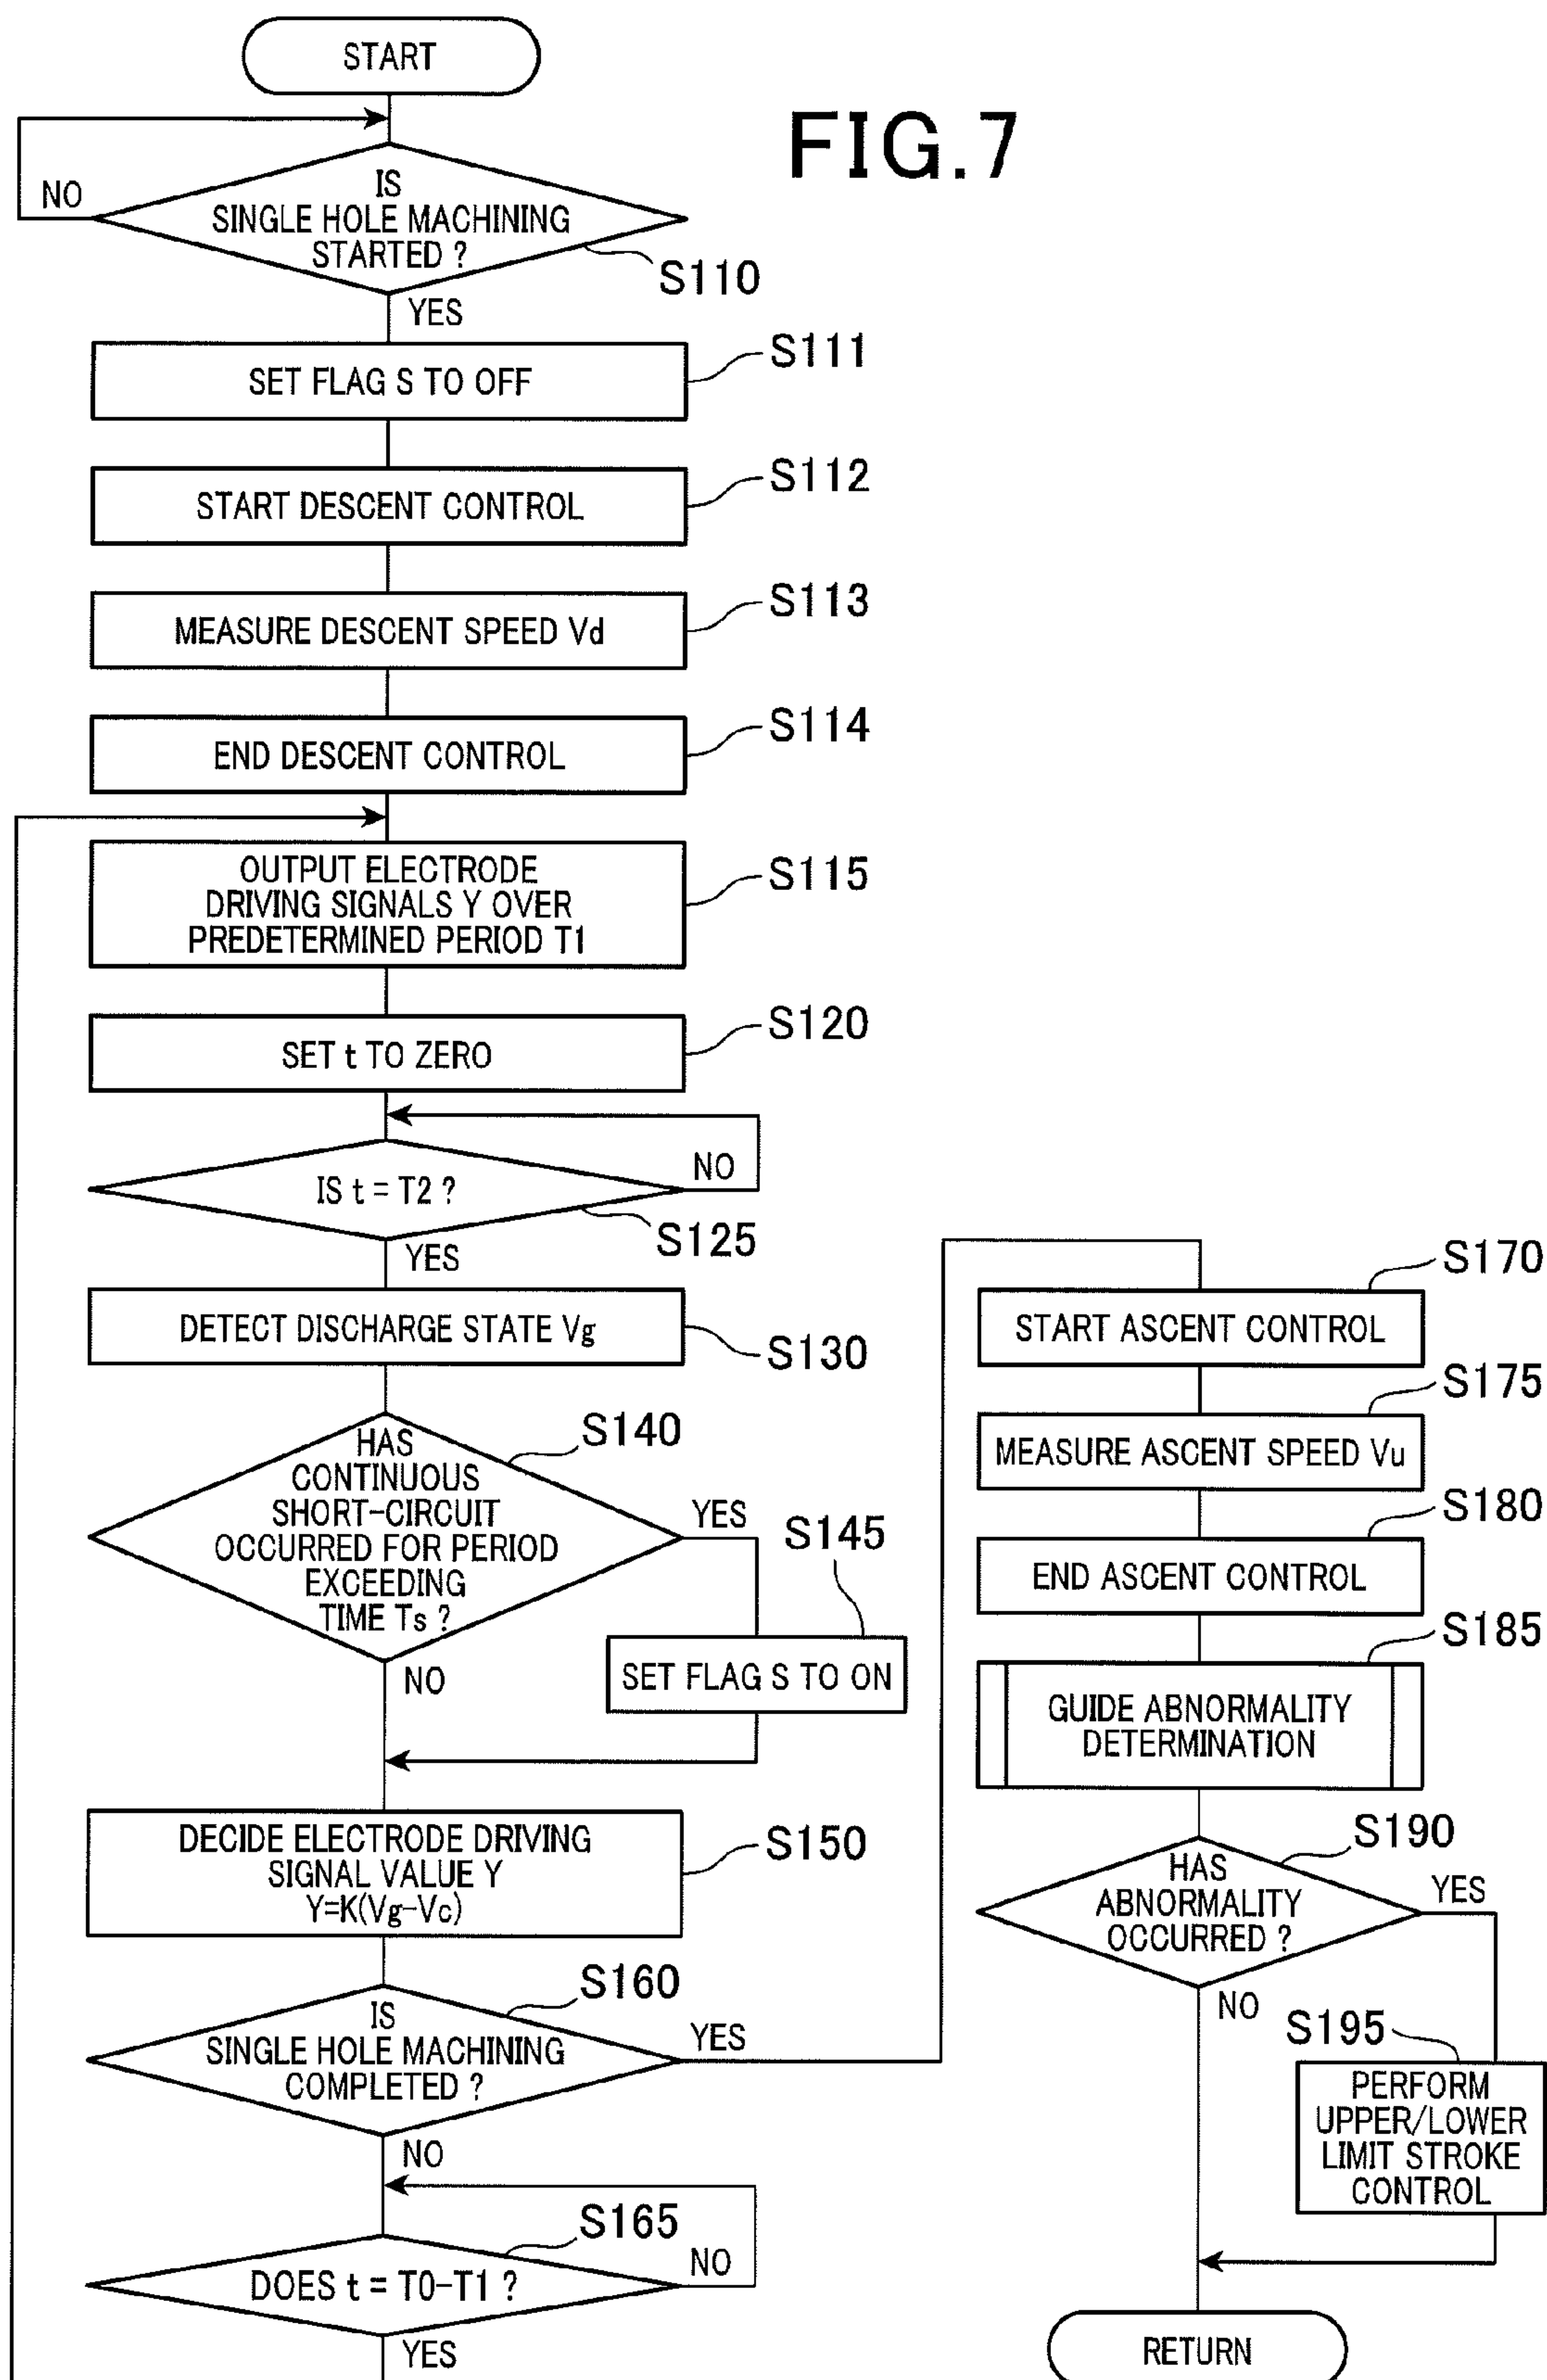 START
FIG.7
NO
IS
SINGLE HOLE MACHINING
STARTED ?
S110
YES
SET FLAG S TO OFF
S111
START DESCENT CONTROL
S112
MEASURE DESCENT SPEED Vd
S113
END DESCENT CONTROL
S114
OUTPUT ELECTRODE
DRIVING SIGNALS Y OVER
PREDETERMINED PERIOD T1
S115
SET t TO ZERO
S120
IS t = T2 ?
NO
S125
YES
DETECT DISCHARGE STATE Vg
S130
HAS
CONTINUOUS
SHORT-CIRCUIT
OCCURRED FOR PERIOD
EXCEEDING
TIME Ts ?
S140
YES
S145
SET FLAG S TO ON
NO
DECIDE ELECTRODE DRIVING
SIGNAL VALUE Y
Y=K(Vg-Vc)
S150
IS
SINGLE HOLE MACHINING
COMPLETED ?
S160
YES
NO
DOES t = T0-T1 ?
S165
NO
YES
START ASCENT CONTROL
S170
MEASURE ASCENT SPEED Vu
S175
END ASCENT CONTROL
S180
GUIDE ABNORMALITY
DETERMINATION
S185
HAS
ABNORMALITY
OCCURRED ?
S190
YES
NO
S195
PERFORM
UPPER/LOWER
LIMIT STROKE
CONTROL
RETURN